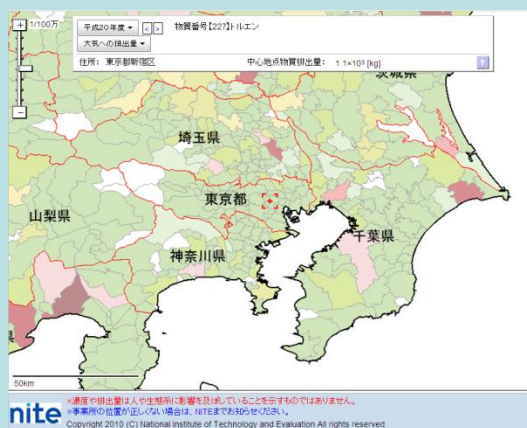 1/100万
平成20年度
物質番号【227】トルエン
大気への排出量
住所: 東京都新宿区
中心地点物質排出量: 1.1×10³ [kg]
茨城県
埼玉県
東京都
山梨県
千葉県
神奈川県
50km
*濃度や排出量は人や生態系に影響を及ぼしていることを示すものではありません。
*事業所の位置が正しくない場合は、NITEまでお知らせください。
nite
Copyright 2010 (C) National Institute of Technology and Evaluation All rights reserved.